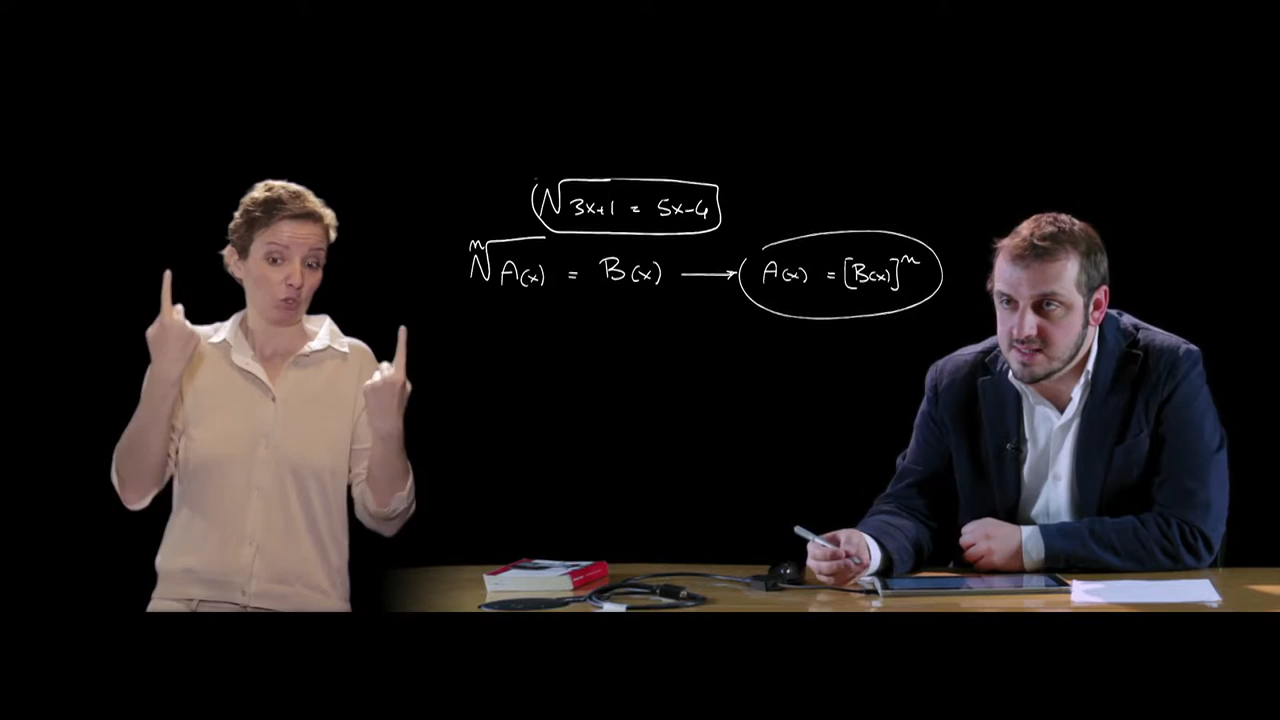 √3x+1 = 5x-4
ⁿ√A(x) = B(x) → A(x) = [B(x)]ⁿ